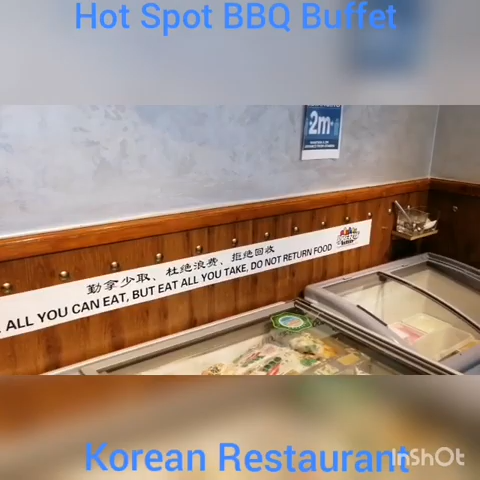 Hot Spot BBQ Buffet
2m
勤拿少取、杜绝浪费、拒绝回收
ALL YOU CAN EAT, BUT EAT ALL YOU TAKE, DO NOT RETURN FOOD
Korean Restaurant
InShOt